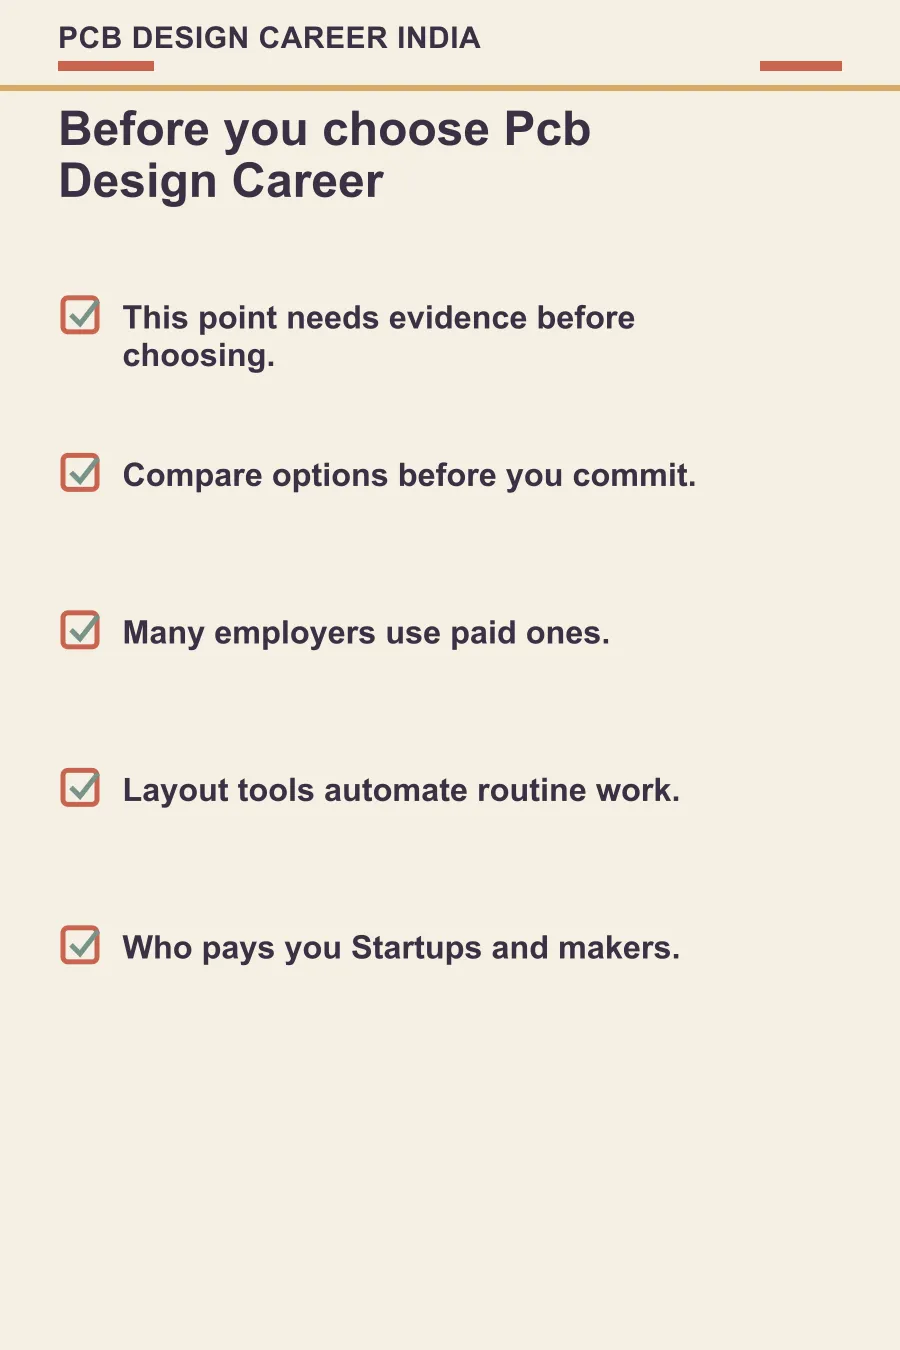 PCB DESIGN CAREER INDIA
Before you choose Pcb
Design Career
This point needs evidence before
choosing.
Compare options before you commit.
Many employers use paid ones.
Layout tools automate routine work.
Who pays you Startups and makers.